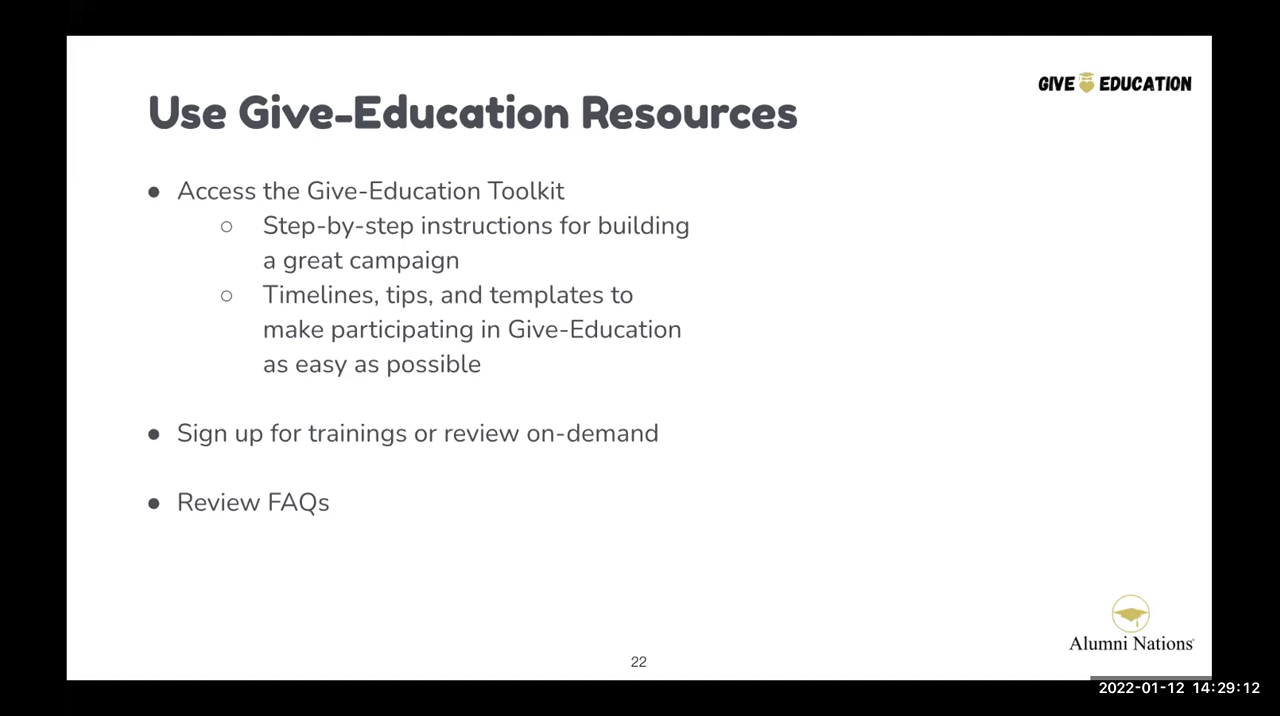 GIVE EDUCATION
Use Give-Education Resources
● Access the Give-Education Toolkit
○ Step-by-step instructions for building
a great campaign
○ Timelines, tips, and templates to
make participating in Give-Education
as easy as possible
● Sign up for trainings or review on-demand
● Review FAQs
Alumni Nations
22
2022-01-12 14:29:12